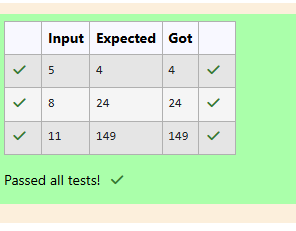 Input Expected Got
5 4 4
8 24 24
11 149 149
Passed all tests!